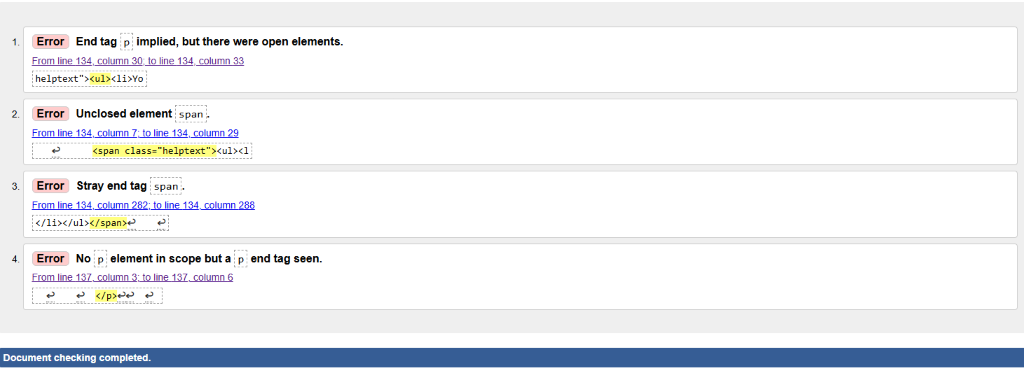 1. Error End tag p implied, but there were open elements.
From line 134, column 30; to line 134, column 33
helptext"><ul><li>Yo
2. Error Unclosed element span.
From line 134, column 7; to line 134, column 29
↩ <span class="helptext"><ul><l
3. Error Stray end tag span.
From line 134, column 282; to line 134, column 288
</li></ul></span>↩ ↩
4. Error No p element in scope but a p end tag seen.
From line 137, column 3; to line 137, column 6
↩ ↩ </p>↩↩ ↩
Document checking completed.